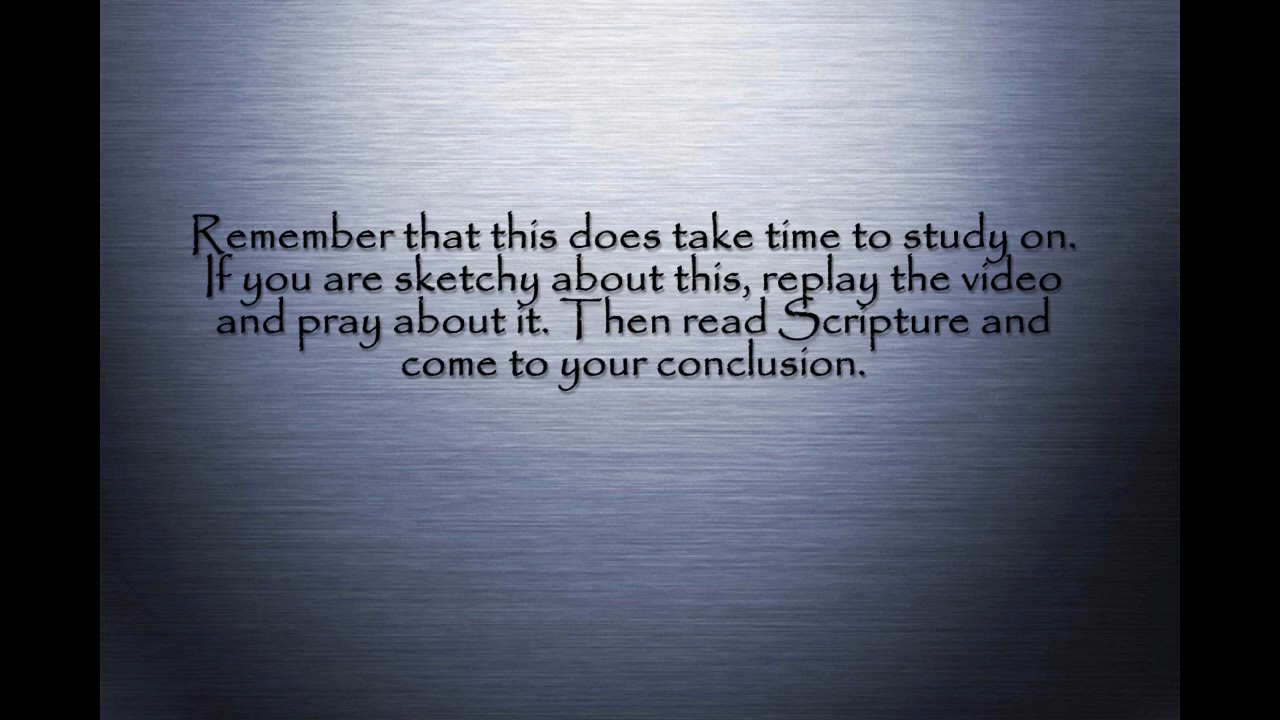 Remember that this does take time to study on.
If you are sketchy about this, replay the video
and pray about it. Then read Scripture and
come to your conclusion.